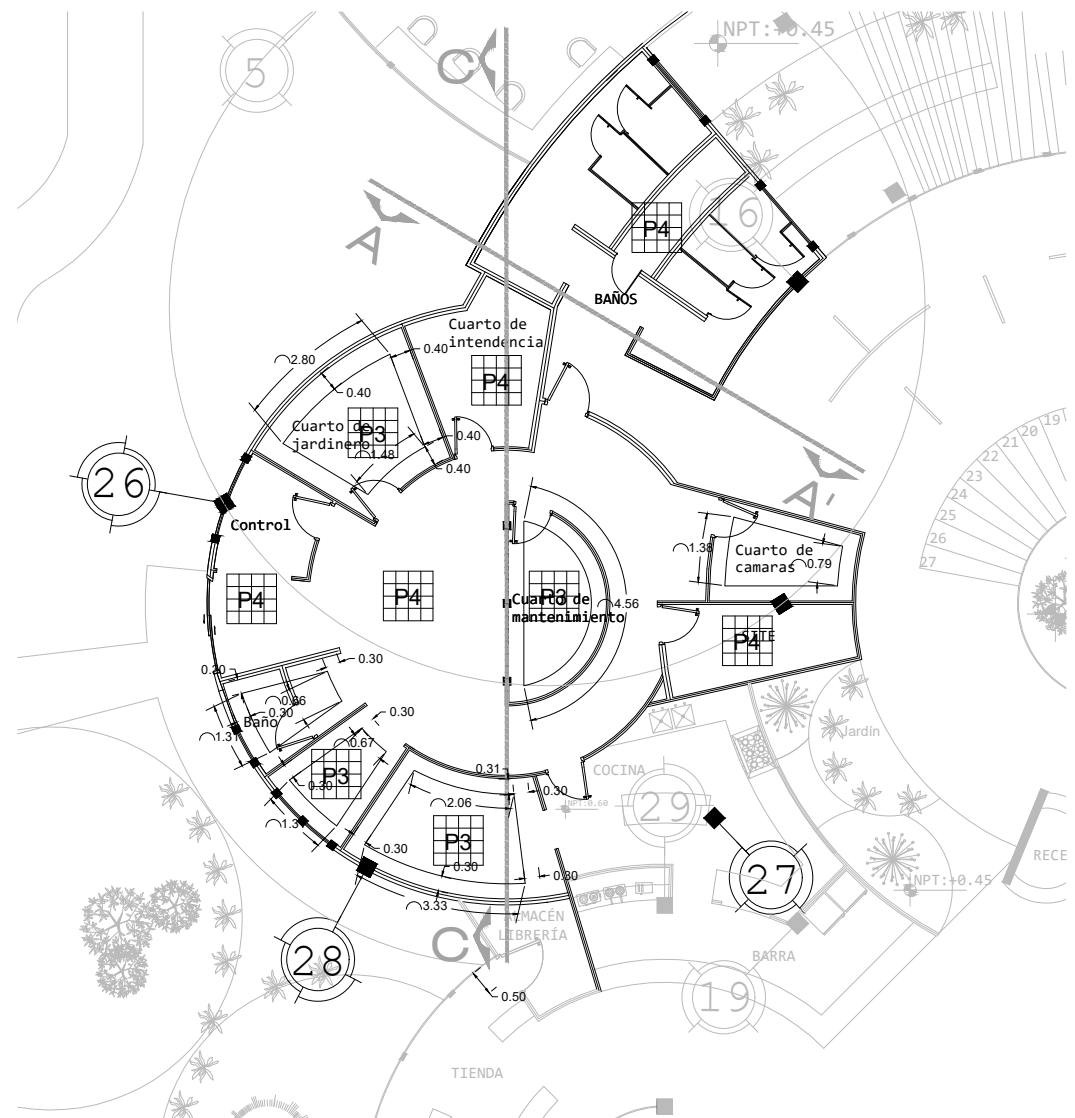 C
NPT:+0.45
5
16
P4
A
BAÑOS
Cuarto de
intendencia
2.80
0.40
0.40
P4
Cuarto de
jardinero
P3
0.40
1.48
0.40
26
Control
19
20
21
22
23
24
25
26
27
A-
1.38
Cuarto de
camaras
0.79
P4
P4
P3
Cuarto de
mantenimiento
4.56
P4
SITE
0.20
0.30
0.66
0.30
Baño
1.31
0.30
0.67
Jardín
P3
0.30
0.31
COCINA
0.30
NPT:0.60
29
2.06
1.3
P3
0.30
0.30
0.30
27
RECE
NPT:+0.45
3.33
28
C
ALMACÉN
LIBRERÍA
BARRA
0.50
19
TIENDA